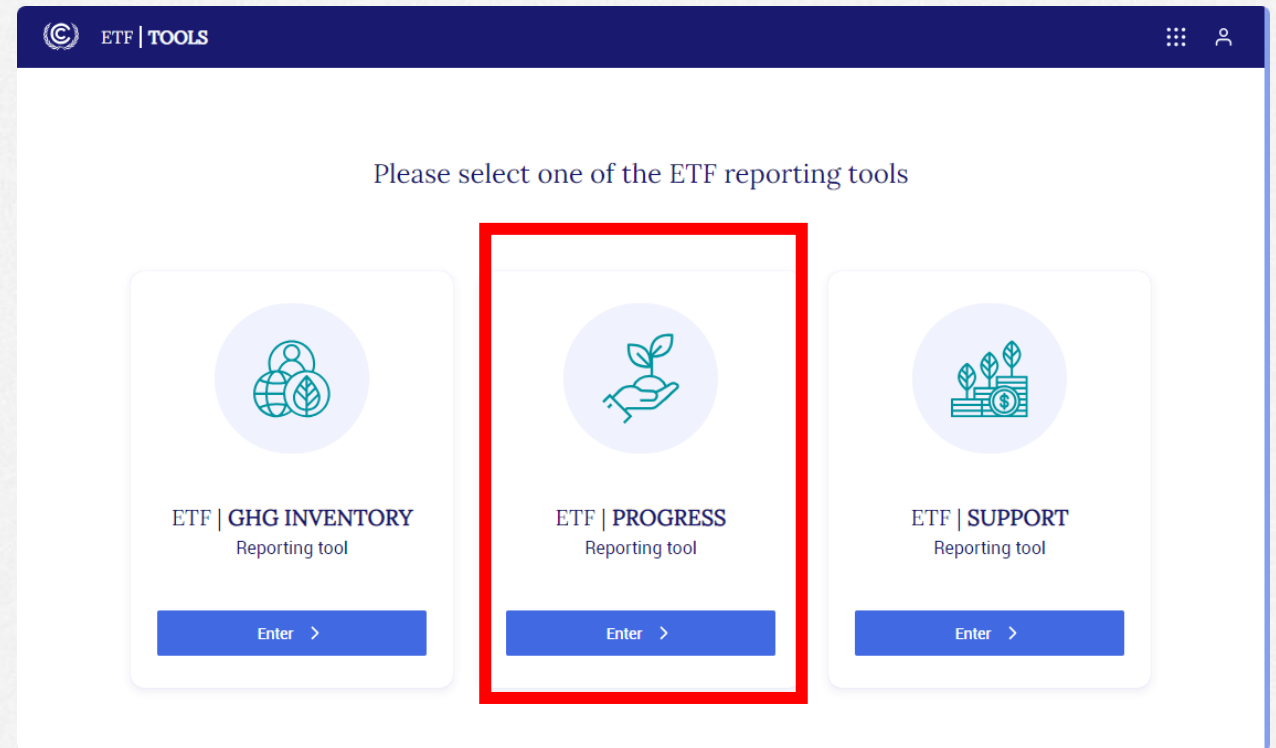 ETF | TOOLS
Please select one of the ETF reporting tools
ETF | GHG INVENTORY
Reporting tool
Enter >
ETF | PROGRESS
Reporting tool
Enter >
ETF | SUPPORT
Reporting tool
Enter >